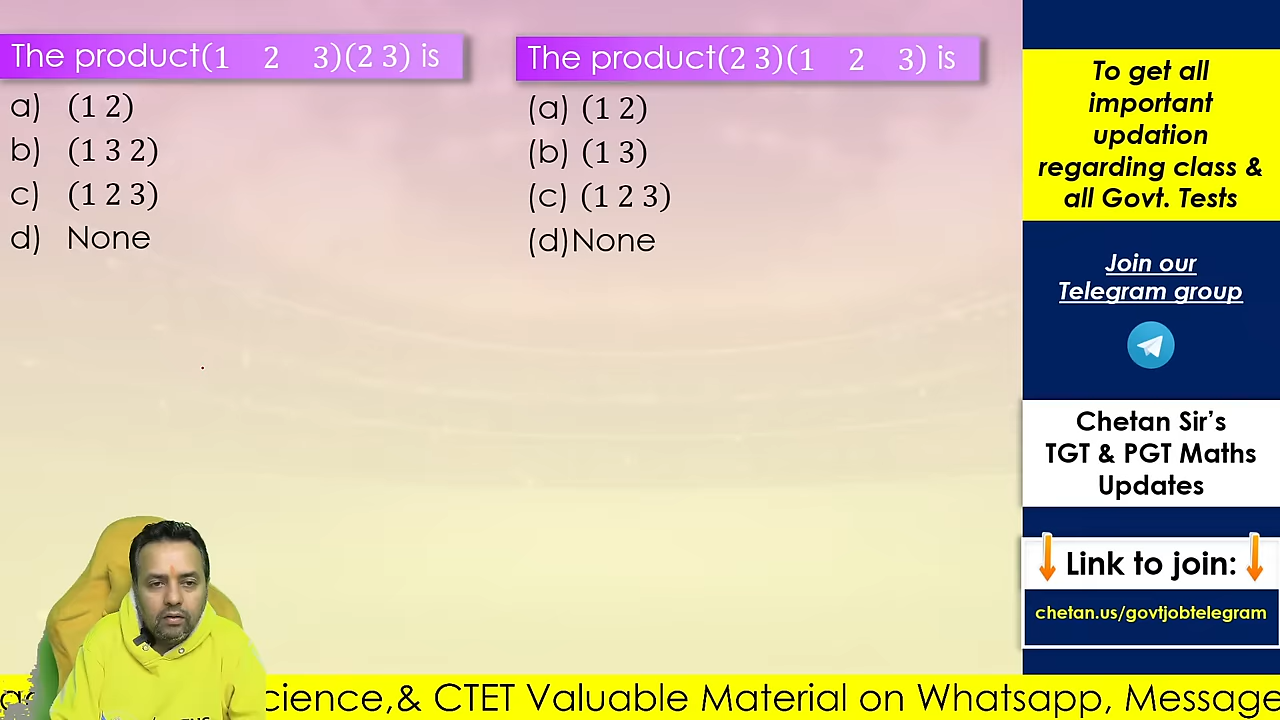 The product(1 2 3)(2 3) is
a) (1 2)
b) (1 3 2)
c) (1 2 3)
d) None
The product(2 3)(1 2 3) is
(a) (1 2)
(b) (1 3)
(c) (1 2 3)
(d)None
To get all
important
updation
regarding class &
all Govt. Tests
Join our
Telegram group
Chetan Sir’s
TGT & PGT Maths
Updates
Link to join:
chetan.us/govtjobtelegram
cience,& CTET Valuable Material on Whatsapp, Message